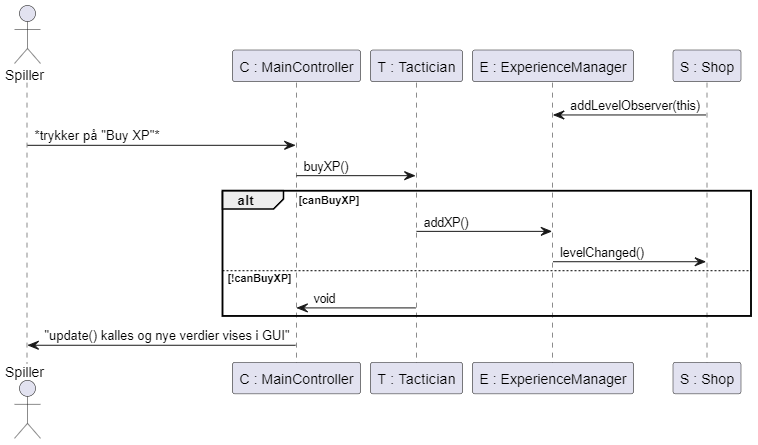 Spiller
C : MainController
T : Tactician
E : ExperienceManager
S : Shop
addLevelObserver(this)
*trykker på "Buy XP"*
buyXP()
alt
[canBuyXP]
addXP()
levelChanged()
[!canBuyXP]
void
"update() kalles og nye verdier vises i GUI"
Spiller
C : MainController
T : Tactician
E : ExperienceManager
S : Shop